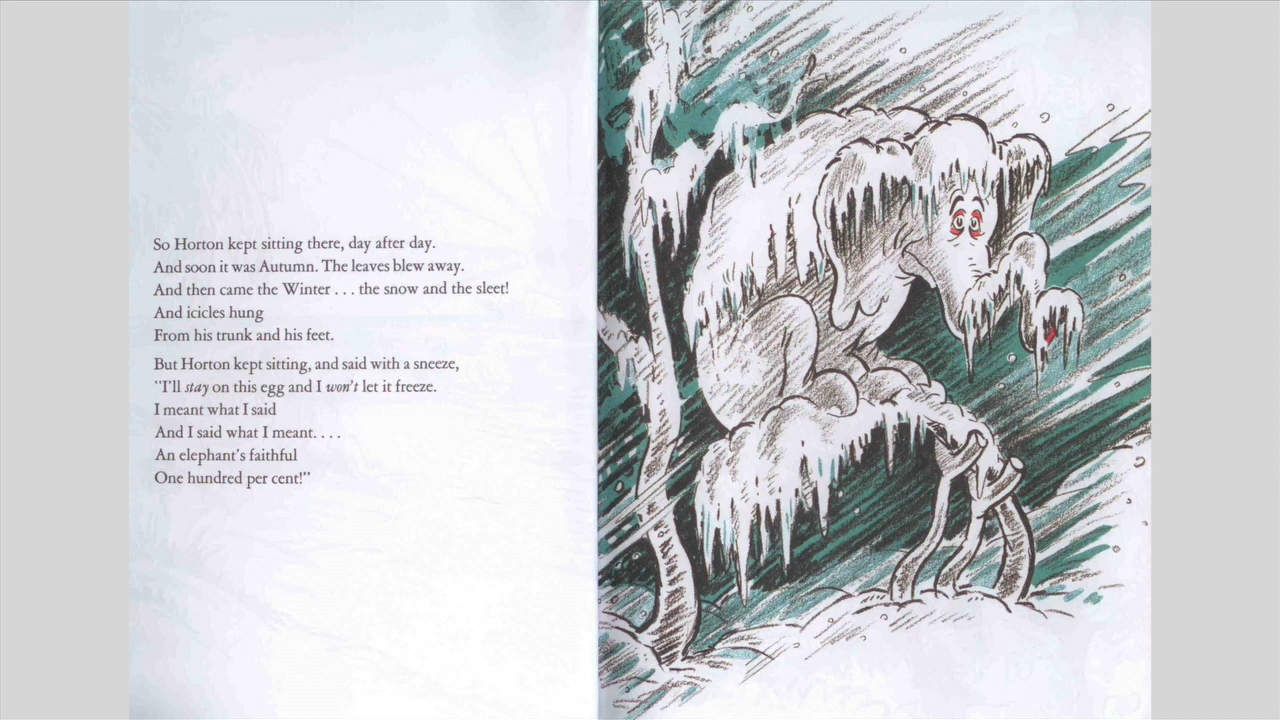 So Horton kept sitting there, day after day.
And soon it was Autumn. The leaves blew away.
And then came the Winter . . . the snow and the sleet!
And icicles hung
From his trunk and his feet.
But Horton kept sitting, and said with a sneeze,
"I'll stay on this egg and I won't let it freeze.
I meant what I said
And I said what I meant. . . .
An elephant's faithful
One hundred per cent!"